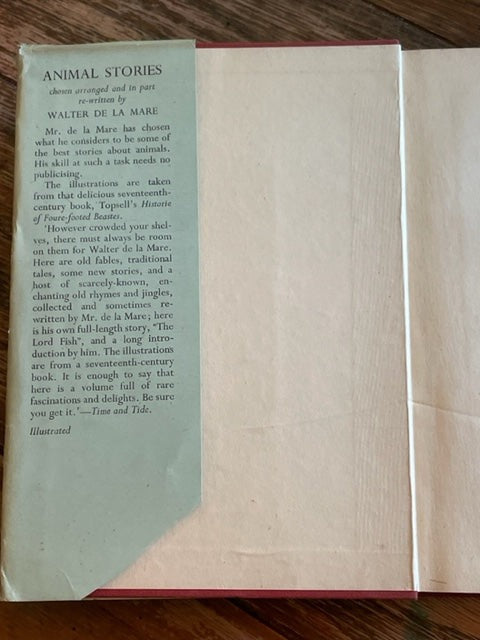 ANIMAL STORIES
chosen arranged and in part
re-written by
WALTER DE LA MARE
Mr. de la Mare has chosen
what he considers to be some of
the best stories about animals.
His skill at such a task needs no
publicising.
The illustrations are taken
from that delicious seventeenth-
century book, Topsell's Historie
of Foure-footed Beastes.
'However crowded your shel-
ves, there must always be room
on them for Walter de la Mare.
Here are old fables, traditional
tales, some new stories, and a
host of scarcely-known, en-
chanting old rhymes and jingles,
collected and sometimes re-
written by Mr. de la Mare; here
is his own full-length story, "The
Lord Fish", and a long intro-
duction by him. The illustrations
are from a seventeenth-century
book. It is enough to say that
here is a volume full of rare
fascinations and delights. Be sure
you get it.'—Time and Tide.
Illustrated